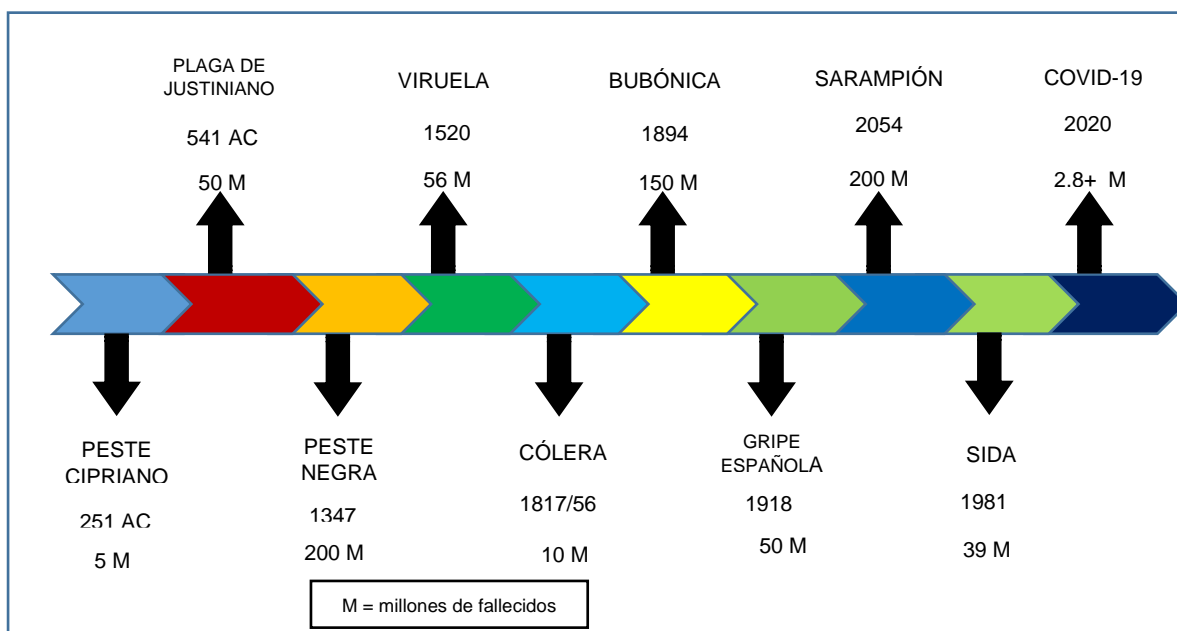 PLAGA DE
JUSTINIANO
541 AC
50 M
VIRUELA
1520
56 M
BUBÓNICA
1894
150 M
SARAMPIÓN
2054
200 M
COVID-19
2020
2.8+ M
PESTE
CIPRIANO
251 AC
5 M
PESTE
NEGRA
1347
200 M
CÓLERA
1817/56
10 M
GRIPE
ESPAÑOLA
1918
50 M
SIDA
1981
39 M
M = millones de fallecidos